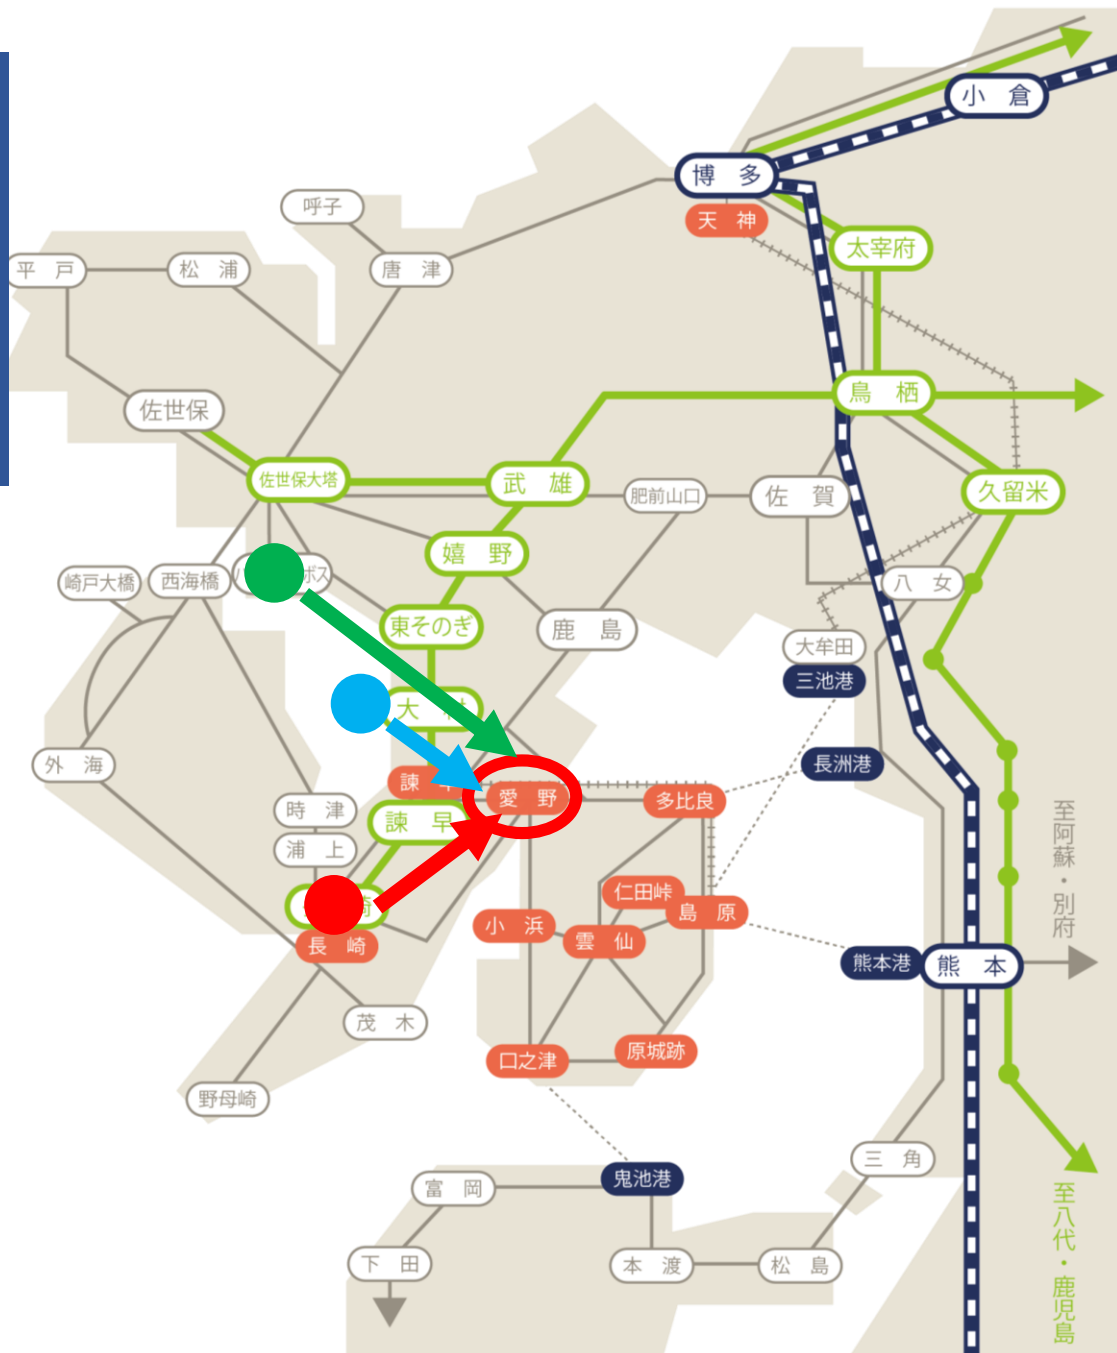 小 倉
博 多
天 神
呼子
太宰府
平 戸
松 浦
唐 津
鳥 栖
佐世保
佐世保大塔
武 雄
肥前山口
佐 賀
久留米
嬉 野
崎戸大橋
西海橋
ボス
八 女
東そのぎ
鹿 島
大牟田
三池港
大
外 海
長洲港
諫
愛 野
多比良
時 津
諫 早
浦 上
至阿蘇・別府
仁田峠
島 原
崎
小 浜
雲 仙
長 崎
熊本港
熊 本
茂 木
口之津
原城跡
野母崎
三 角
鬼池港
富 岡
下 田
本 渡
松 島
至八代・鹿児島